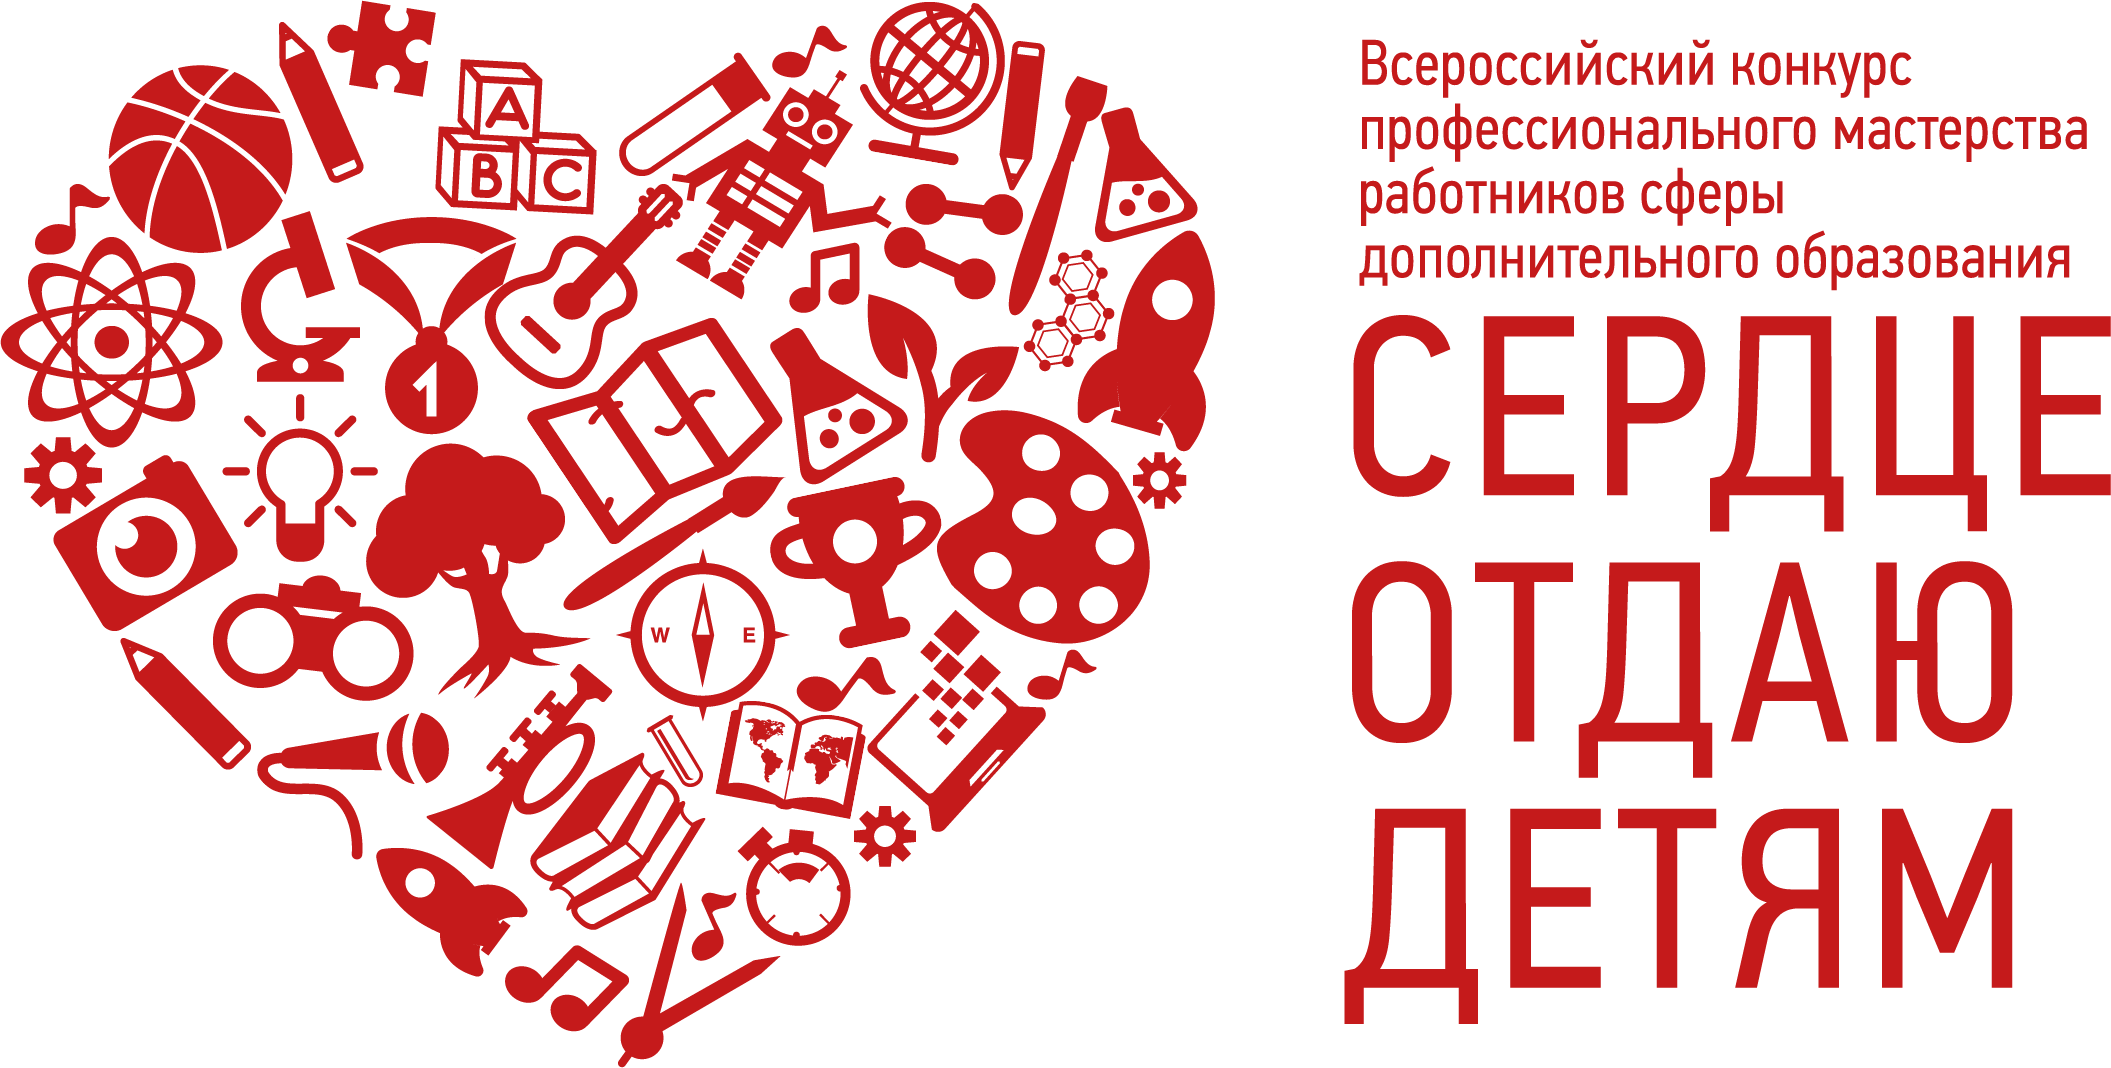 Всероссийский конкурс
профессионального мастерства
работников сферы
дополнительного образования
СЕРДЦЕ
ОТДАЮ
ДЕТЯМ
A
B C
1
W E